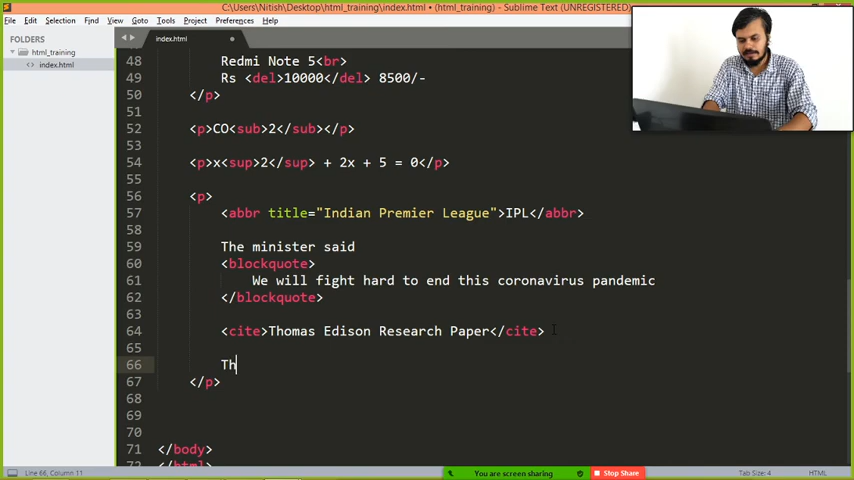 C:\Users\Nitish\Desktop\html_training\index.html • (html_training) - Sublime Text (UNREGISTERED)
File Edit Selection Find View Goto Tools Project Preferences Help
FOLDERS
html_training
<> index.html
index.html
48 Redmi Note 5<br>
49 Rs <del>10000</del> 8500/-
50 </p>
51
52 <p>CO<sub>2</sub></p>
53
54 <p>x<sup>2</sup> + 2x + 5 = 0</p>
55
56 <p>
57 <abbr title="Indian Premier League">IPL</abbr>
58
59 The minister said
60 <blockquote>
61 We will fight hard to end this coronavirus pandemic
62 </blockquote>
63
64 <cite>Thomas Edison Research Paper</cite>
65
66 Th
67 </p>
68
69
70
71 </body>
72 </html>
Line 66, Column 11
You are screen sharing
Stop Share
Tab Size: 4
HTML